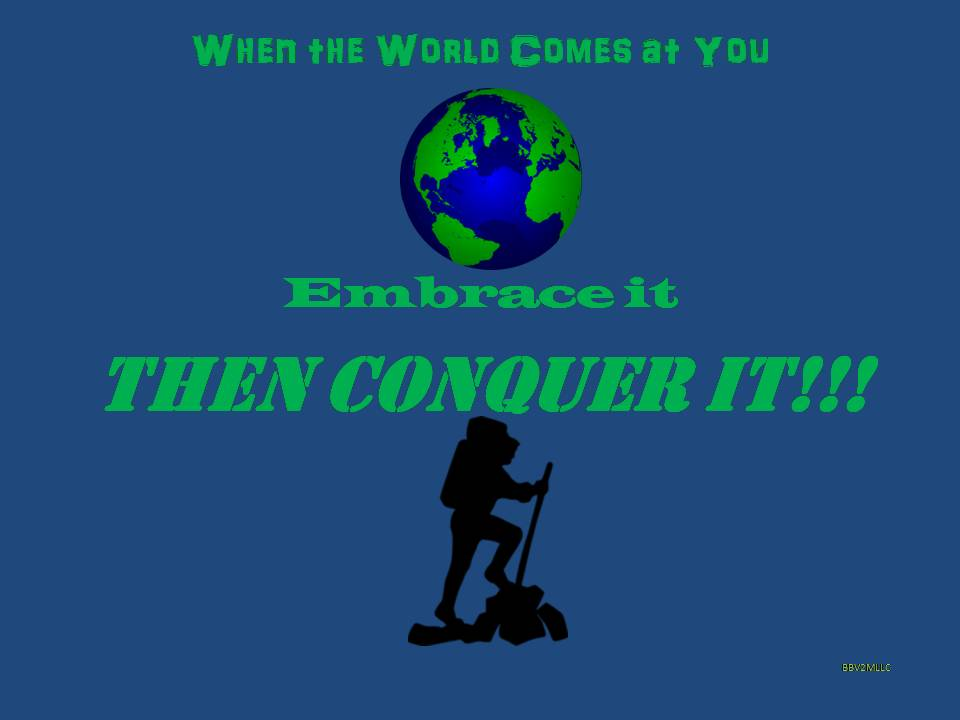 When the World Comes at You
Embrace it
THEN CONQUER IT!!!
BBV2MLLC